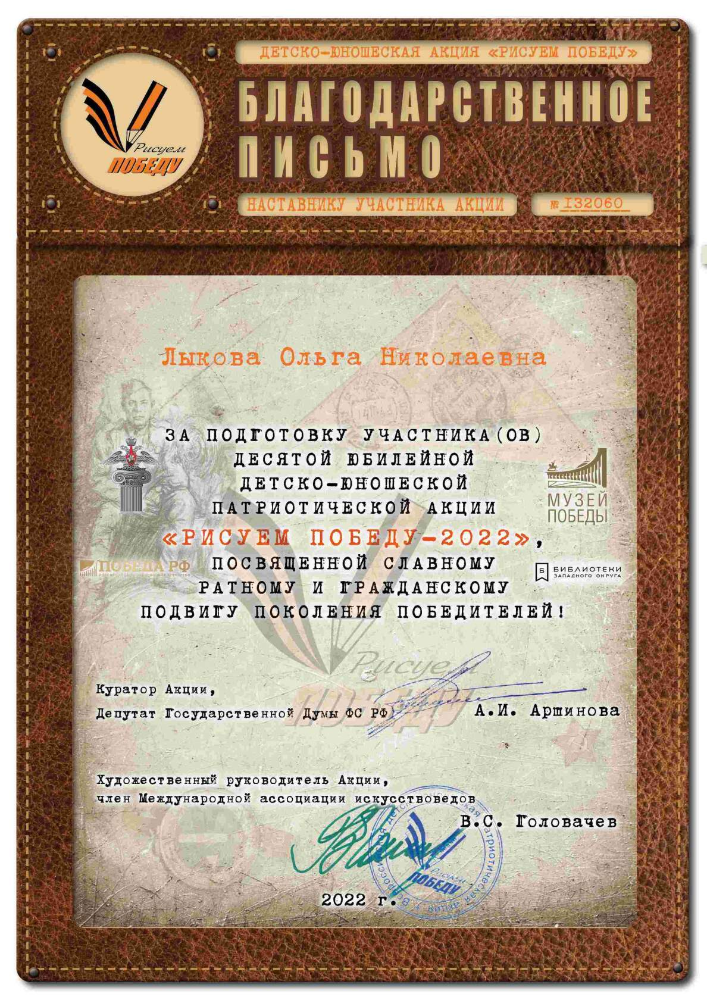 ДЕТСКО-ЮНОШЕСКАЯ АКЦИЯ «РИСУЕМ ПОБЕДУ»
БЛАГОДАРСТВЕННОЕ
ПИСЬМО
Рисуем
ПОБЕДУ
НАСТАВНИКУ УЧАСТНИКА АКЦИИ
№ I32060
Лыкова Ольга Николаевна
ЗА ПОДГОТОВКУ УЧАСТНИКА(ОВ)
ДЕСЯТОЙ ЮБИЛЕЙНОЙ
ДЕТСКО-ЮНОШЕСКОЙ
ПАТРИОТИЧЕСКОЙ АКЦИИ
«РИСУЕМ ПОБЕДУ-2022»,
ПОСВЯЩЕННОЙ СЛАВНОМУ
РАТНОМУ И ГРАЖДАНСКОМУ
ПОДВИГУ ПОКОЛЕНИЯ ПОБЕДИТЕЛЕЙ!
МУЗЕЙ
ПОБЕДЫ
ПОБЕДА РФ
Б БИБЛИОТЕКИ
ЗАПАДНОГО ОКРУГА
Рисуем
ПОБЕДУ
Куратор Акции,
Депутат Государственной Думы ФС РФ
А.И. Аршинова
Художественный руководитель Акции,
член Международной ассоциации искусствоведов
В.С. Головачев
Рисуем
ПОБЕДУ
2022 г.